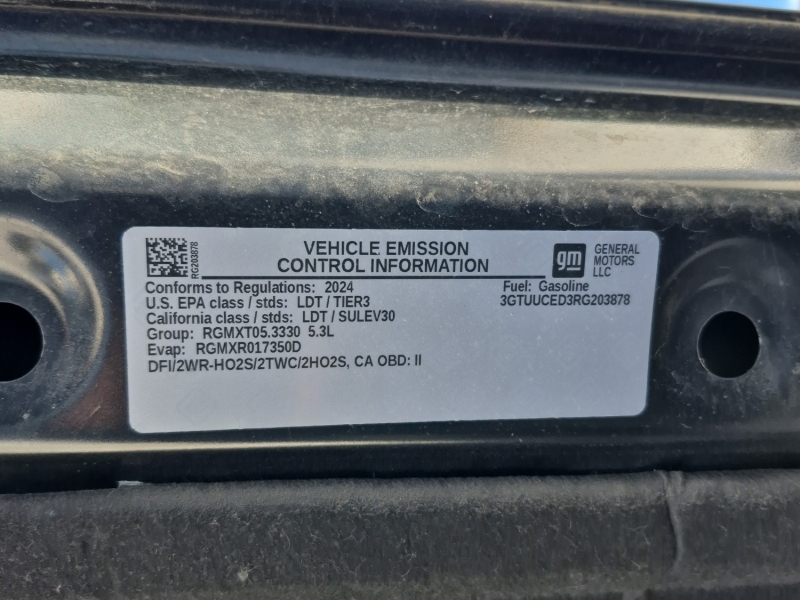 RG203878
VEHICLE EMISSION
CONTROL INFORMATION
gm
GENERAL
MOTORS
LLC
Conforms to Regulations: 2024
Fuel: Gasoline
U.S. EPA class / stds: LDT / TIER3
3GTUUCED3RG203878
California class / stds: LDT / SULEV30
Group: RGMXT05.3330 5.3L
Evap: RGMXR017350D
DFI/2WR-HO2S/2TWC/2HO2S, CA OBD: II